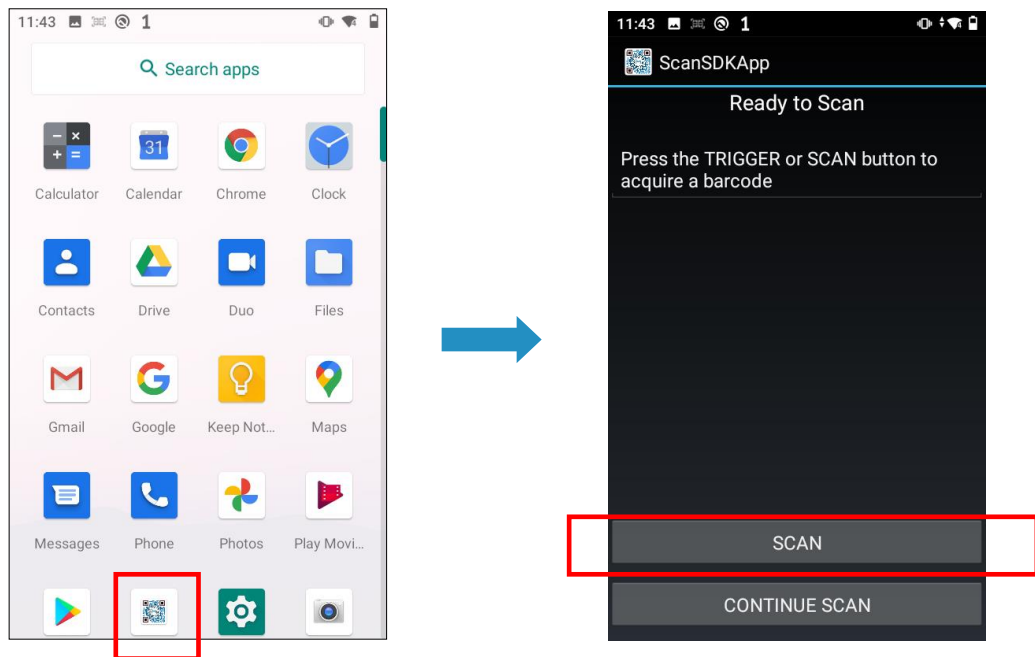 11:43 1
Search apps
31
Calculator Calendar Chrome Clock
Contacts Drive Duo Files
Gmail Google Keep Not... Maps
Messages Phone Photos Play Movi...
11:43 1
ScanSDKApp
Ready to Scan
Press the TRIGGER or SCAN button to
acquire a barcode
SCAN
CONTINUE SCAN